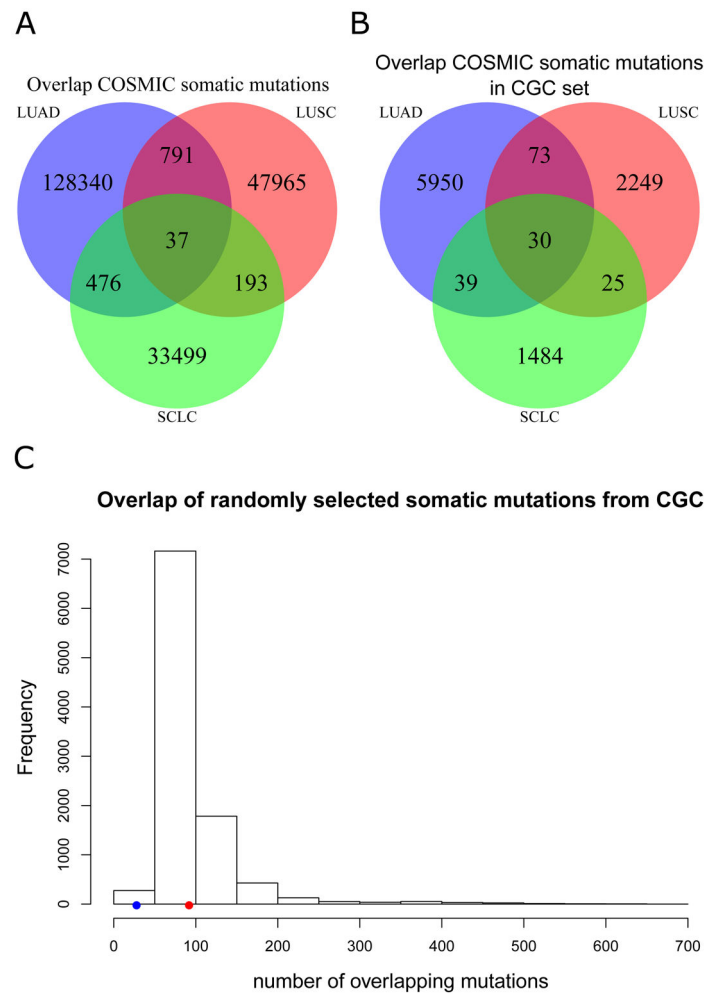 A
Overlap COSMIC somatic mutations
LUAD
LUSC
791
128340
47965
37
476
193
33499
SCLC
B
Overlap COSMIC somatic mutations
in CGC set
LUAD
LUSC
73
5950
2249
30
39
25
1484
SCLC
C
Overlap of randomly selected somatic mutations from CGC
Frequency
7000
6000
5000
4000
3000
2000
1000
0
0 100 200 300 400 500 600 700
number of overlapping mutations